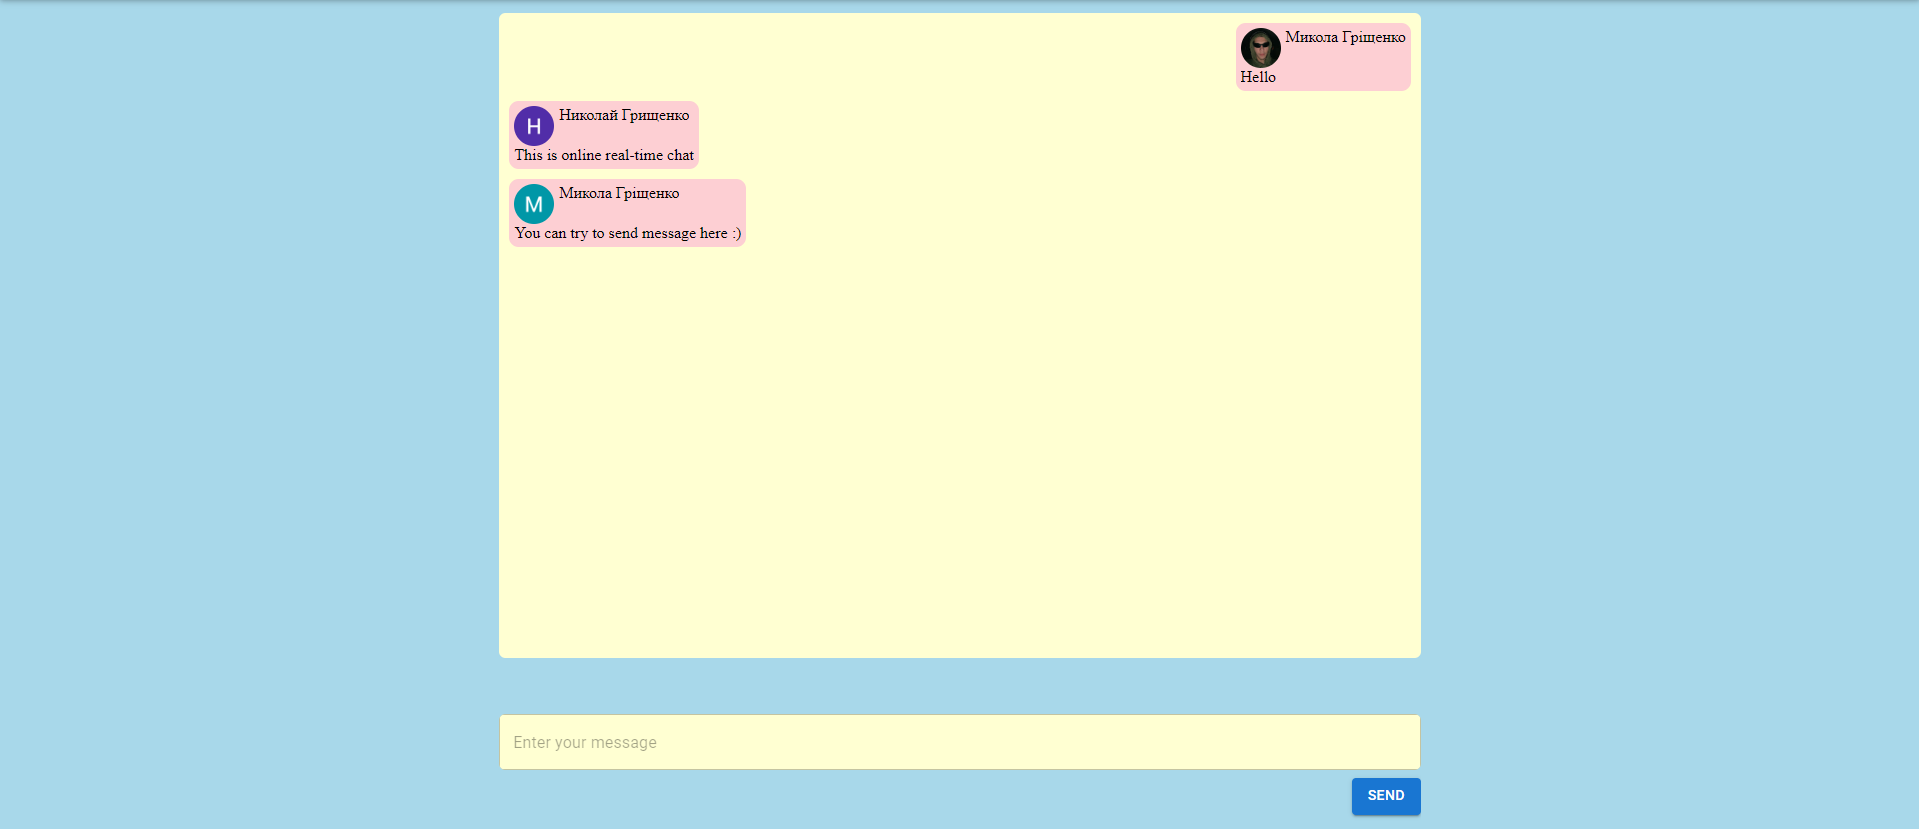 Микола Гріщенко
Hello
Н
Николай Грищенко
This is online real-time chat
М
Микола Гріщенко
You can try to send message here :)
Enter your message
SEND